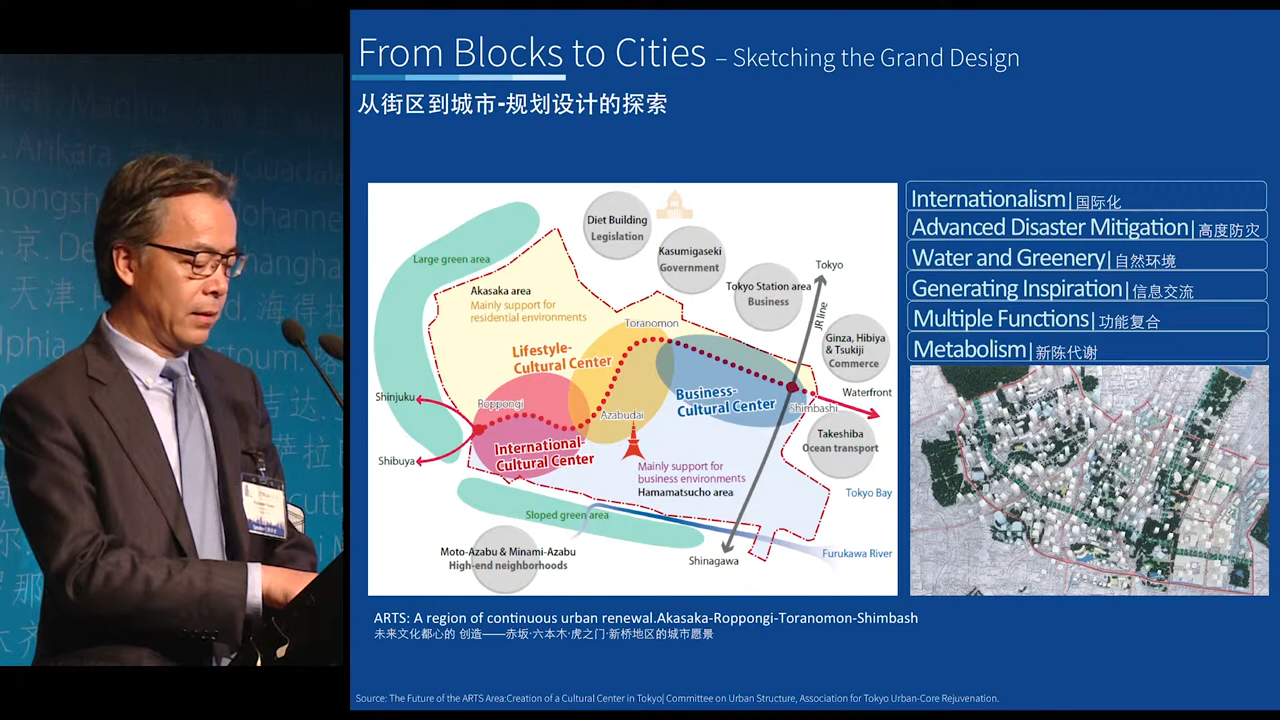 From Blocks to Cities – Sketching the Grand Design
从街区到城市-规划设计的探索
Diet Building
Legislation
Kasumigaseki
Government
Large green area
Tokyo
Akasaka area
Mainly support for
residential environments
Tokyo Station area
Business
JR line
Toranomon
Ginza, Hibiya
& Tsukiji
Commerce
Lifestyle-
Cultural Center
Business-
Cultural Center
Waterfront
Shinjuku
Roppongi
Azabudai
Shimbashi
International
Cultural Center
Takeshiba
Ocean transport
Shibuya
Mainly support for
business environments
Hamamatsucho area
Tokyo Bay
Sloped green area
Moto-Azabu & Minami-Azabu
High-end neighborhoods
Shinagawa
Furukawa River
Internationalism|国际化
Advanced Disaster Mitigation|高度防灾
Water and Greenery|自然环境
Generating Inspiration|信息交流
Multiple Functions|功能复合
Metabolism|新陈代谢
ARTS: A region of continuous urban renewal.Akasaka-Roppongi-Toranomon-Shimbash
未来文化都心的 创造——赤坂·六本木·虎之门·新桥地区的城市愿景
Source: The Future of the ARTS Area:Creation of a Cultural Center in Tokyo| Committee on Urban Structure, Association for Tokyo Urban-Core Rejuvenation.